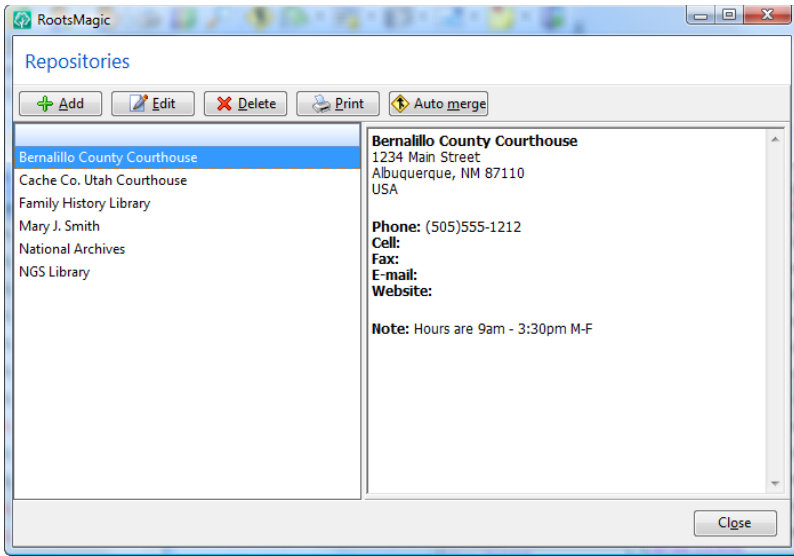 RootsMagic
Repositories
Add Edit Delete Print Auto merge
Bernalillo County Courthouse
Cache Co. Utah Courthouse
Family History Library
Mary J. Smith
National Archives
NGS Library
Bernalillo County Courthouse
1234 Main Street
Albuquerque, NM 87110
USA
Phone: (505)555-1212
Cell:
Fax:
E-mail:
Website:
Note: Hours are 9am - 3:30pm M-F
Close